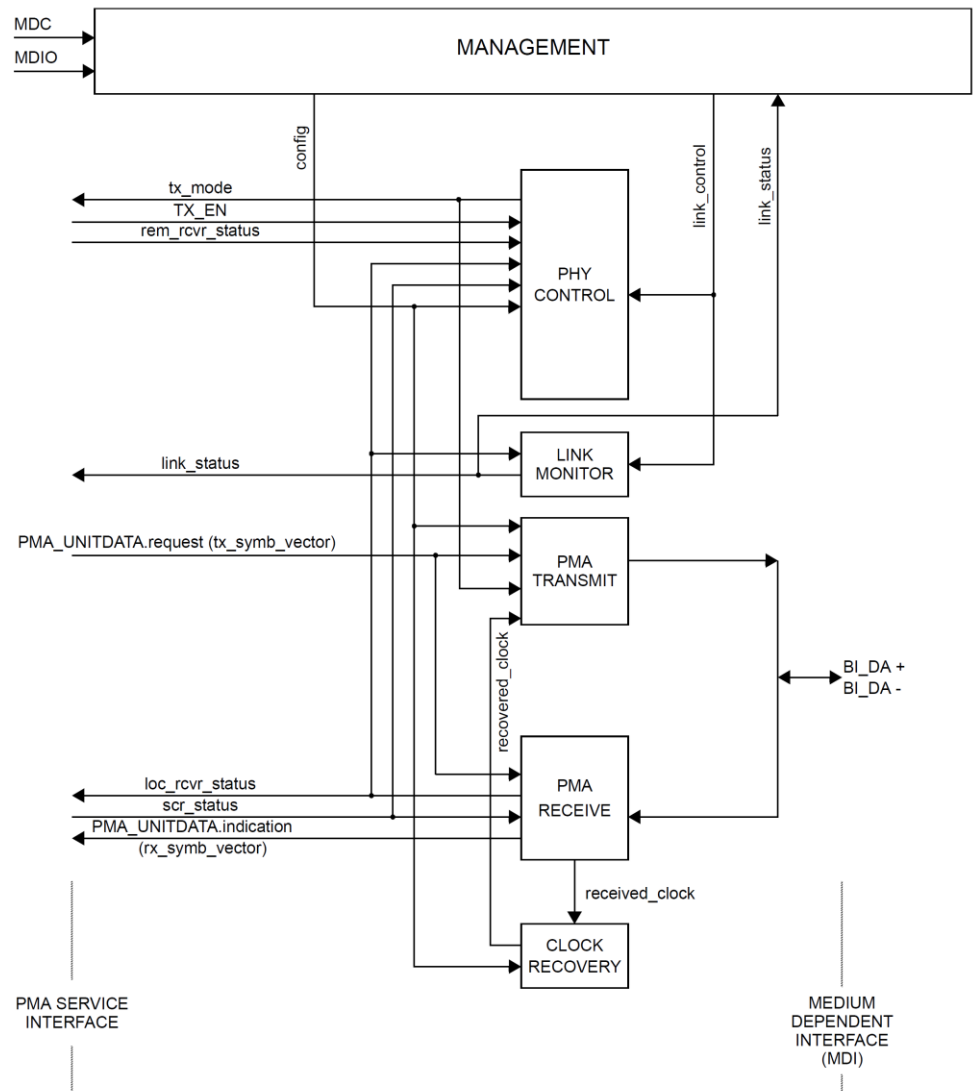 MDC
MANAGEMENT
MDIO
config
link_control
link_status
tx_mode
TX_EN
rem_rcvr_status
PHY
CONTROL
link_status
LINK
MONITOR
PMA_UNITDATA.request (tx_symb_vector)
PMA
TRANSMIT
recovered_clock
BI_DA +
BI_DA -
loc_rcvr_status
scr_status
PMA_UNITDATA.indication
(rx_symb_vector)
PMA
RECEIVE
received_clock
CLOCK
RECOVERY
PMA SERVICE
INTERFACE
MEDIUM
DEPENDENT
INTERFACE
(MDI)